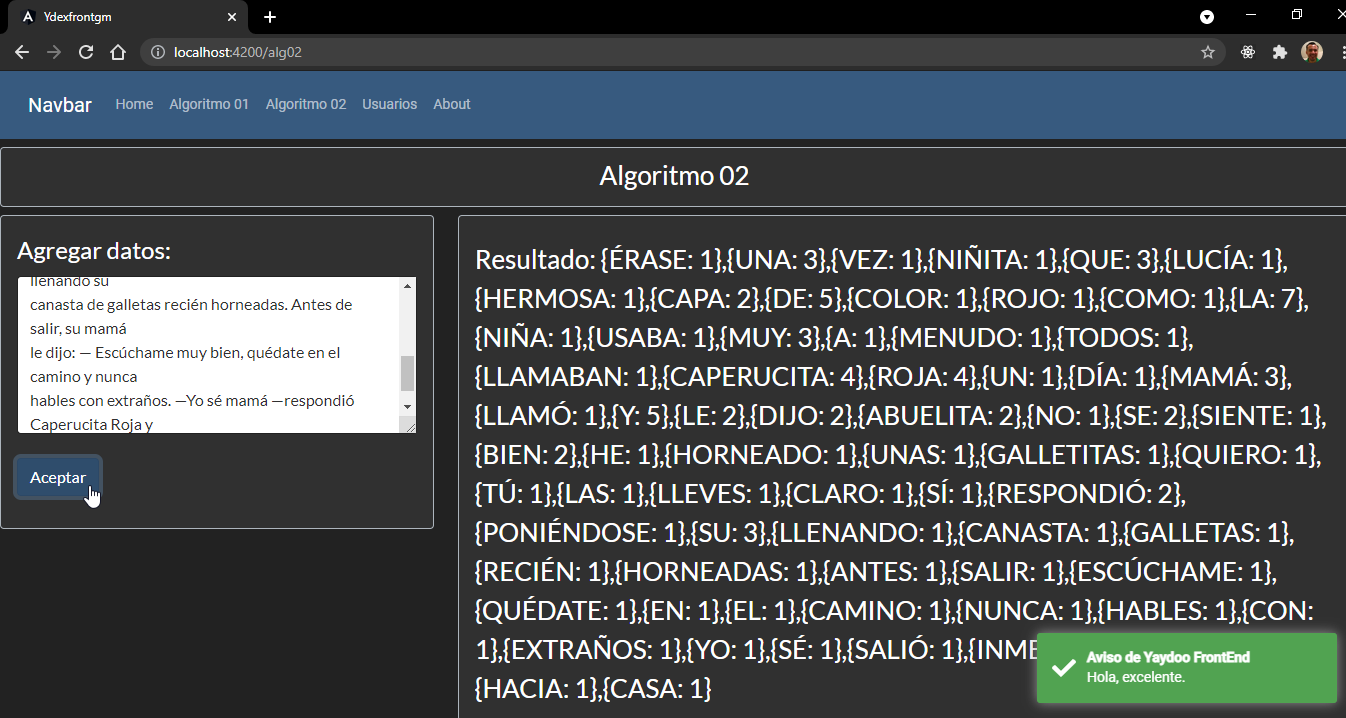 Ydexfrontgm
localhost:4200/alg02
Navbar Home Algoritmo 01 Algoritmo 02 Usuarios About
Algoritmo 02
Agregar datos:
llenando su
canasta de galletas recién horneadas. Antes de
salir, su mamá
le dijo: — Escúchame muy bien, quédate en el
camino y nunca
hables con extraños. —Yo sé mamá —respondió
Caperucita Roja y
Aceptar
Resultado: {ÉRASE: 1},{UNA: 3},{VEZ: 1},{NIÑITA: 1},{QUE: 3},{LUCÍA: 1},
{HERMOSA: 1},{CAPA: 2},{DE: 5},{COLOR: 1},{ROJO: 1},{COMO: 1},{LA: 7},
{NIÑA: 1},{USABA: 1},{MUY: 3},{A: 1},{MENUDO: 1},{TODOS: 1},
{LLAMABAN: 1},{CAPERUCITA: 4},{ROJA: 4},{UN: 1},{DÍA: 1},{MAMÁ: 3},
{LLAMÓ: 1},{Y: 5},{LE: 2},{DIJO: 2},{ABUELITA: 2},{NO: 1},{SE: 2},{SIENTE: 1},
{BIEN: 2},{HE: 1},{HORNEADO: 1},{UNAS: 1},{GALLETITAS: 1},{QUIERO: 1},
{TÚ: 1},{LAS: 1},{LLEVES: 1},{CLARO: 1},{SÍ: 1},{RESPONDIÓ: 2},
{PONIÉNDOSE: 1},{SU: 3},{LLENANDO: 1},{CANASTA: 1},{GALLETAS: 1},
{RECIÉN: 1},{HORNEADAS: 1},{ANTES: 1},{SALIR: 1},{ESCÚCHAME: 1},
{QUÉDATE: 1},{EN: 1},{EL: 1},{CAMINO: 1},{NUNCA: 1},{HABLES: 1},{CON:
1},{EXTRAÑOS: 1},{YO: 1},{SÉ: 1},{SALIÓ: 1},{INME
{HACIA: 1},{CASA: 1}
Aviso de Yaydoo FrontEnd
Hola, excelente.